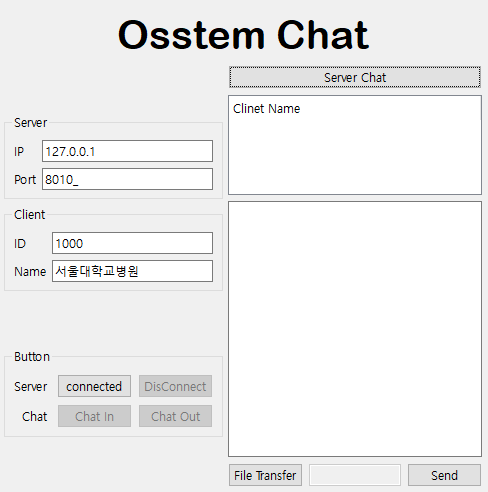 Osstem Chat
Server Chat
Server
IP 127.0.0.1
Port 8010_
Client
ID 1000
Name 서울대학교병원
Button
Server connected DisConnect
Chat Chat In Chat Out
Clinet Name
File Transfer Send